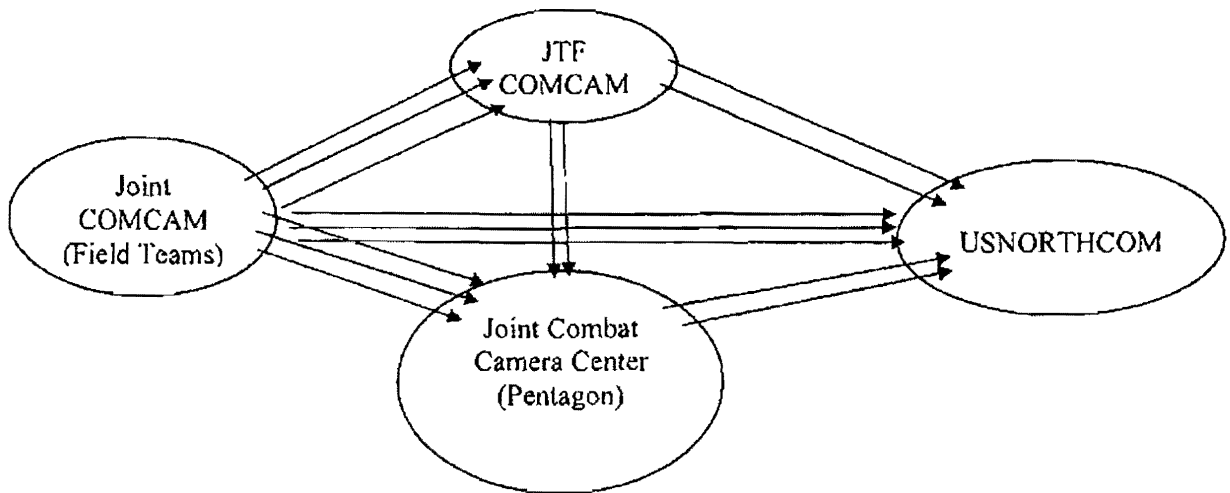 JTF
COMCAM
Joint
COMCAM
(Field Teams)
USNORTHCOM
Joint Combat
Camera Center
(Pentagon)